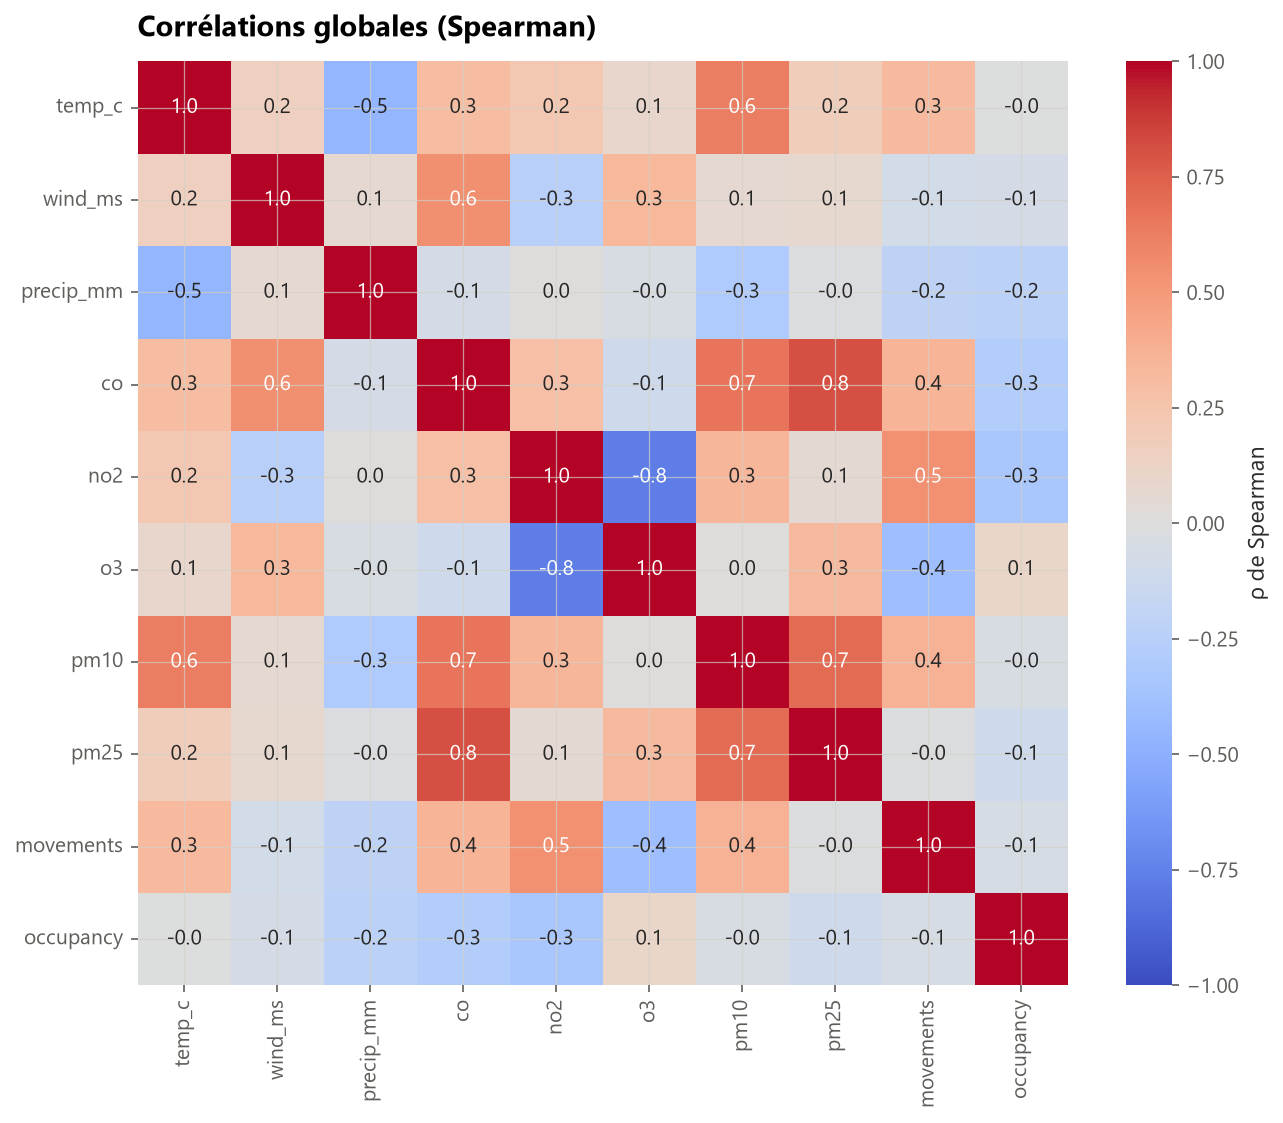 Corrélations globales (Spearman)
temp_c 1.0 0.2 -0.5 0.3 0.2 0.1 0.6 0.2 0.3 -0.0
wind_ms 0.2 1.0 0.1 0.6 -0.3 0.3 0.1 0.1 -0.1 -0.1
precip_mm -0.5 0.1 1.0 -0.1 0.0 -0.0 -0.3 -0.0 -0.2 -0.2
co 0.3 0.6 -0.1 1.0 0.3 -0.1 0.7 0.8 0.4 -0.3
no2 0.2 -0.3 0.0 0.3 1.0 -0.8 0.3 0.1 0.5 -0.3
o3 0.1 0.3 -0.0 -0.1 -0.8 1.0 0.0 0.3 -0.4 0.1
pm10 0.6 0.1 -0.3 0.7 0.3 0.0 1.0 0.7 0.4 -0.0
pm25 0.2 0.1 -0.0 0.8 0.1 0.3 0.7 1.0 -0.0 -0.1
movements 0.3 -0.1 -0.2 0.4 0.5 -0.4 0.4 -0.0 1.0 -0.1
occupancy -0.0 -0.1 -0.2 -0.3 -0.3 0.1 -0.0 -0.1 -0.1 1.0
temp_c wind_ms precip_mm co no2 o3 pm10 pm25 movements occupancy
1.00
0.75
0.50
0.25
0.00
−0.25
−0.50
−0.75
−1.00
ρ de Spearman